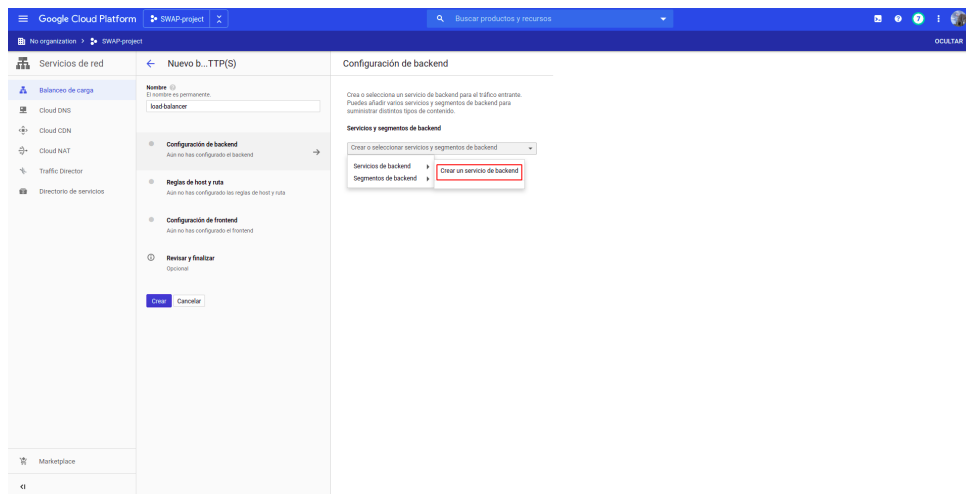 Google Cloud Platform
SWAP-project
Buscar productos y recursos
7
No organization > SWAP-project
OCULTAR
Servicios de red
Balanceo de carga
Cloud DNS
Cloud CDN
Cloud NAT
Traffic Director
Directorio de servicios
Marketplace
Nuevo b...TTP(S)
Nombre
El nombre es permanente.
load-balancer
Configuración de backend
Aún no has configurado el backend
Reglas de host y ruta
Aún no has configurado las reglas de host y ruta
Configuración de frontend
Aún no has configurado el frontend
Revisar y finalizar
Opcional
Crear
Cancelar
Configuración de backend
Crea o selecciona un servicio de backend para el tráfico entrante.
Puedes añadir varios servicios y segmentos de backend para
suministrar distintos tipos de contenido.
Servicios y segmentos de backend
Crear o seleccionar servicios y segmentos de backend
Servicios de backend
Segmentos de backend
Crear un servicio de backend